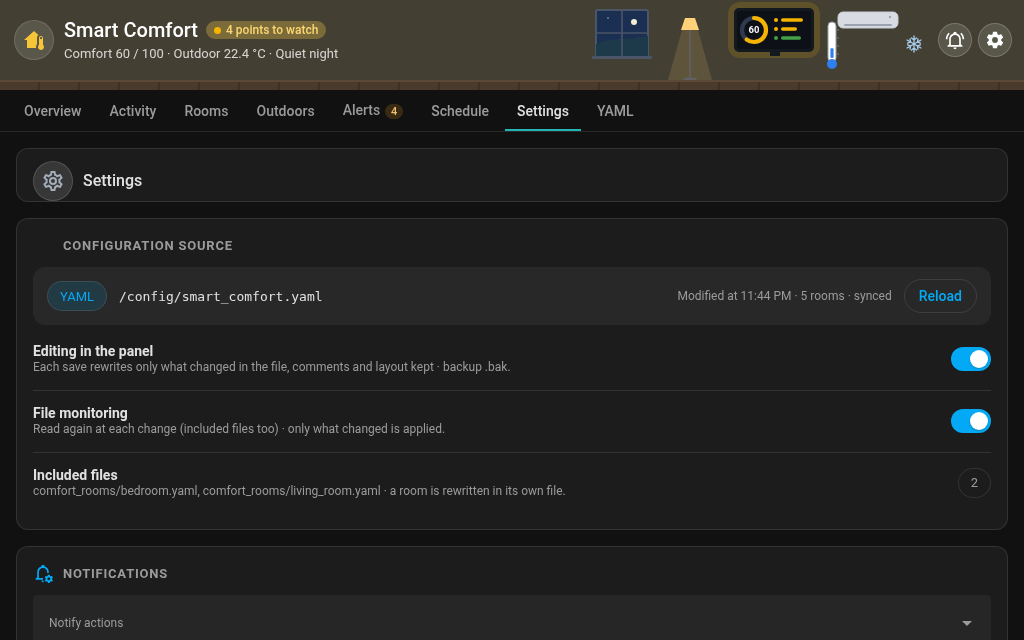 Smart Comfort
4 points to watch
Comfort 60 / 100 · Outdoor 22.4 °C · Quiet night
60
Overview
Activity
Rooms
Outdoors
Alerts 4
Schedule
Settings
YAML
Settings
CONFIGURATION SOURCE
YAML
/config/smart_comfort.yaml
Modified at 11:44 PM · 5 rooms · synced
Reload
Editing in the panel
Each save rewrites only what changed in the file, comments and layout kept · backup .bak.
File monitoring
Read again at each change (included files too) · only what changed is applied.
Included files
comfort_rooms/bedroom.yaml, comfort_rooms/living_room.yaml · a room is rewritten in its own file.
2
NOTIFICATIONS
Notify actions